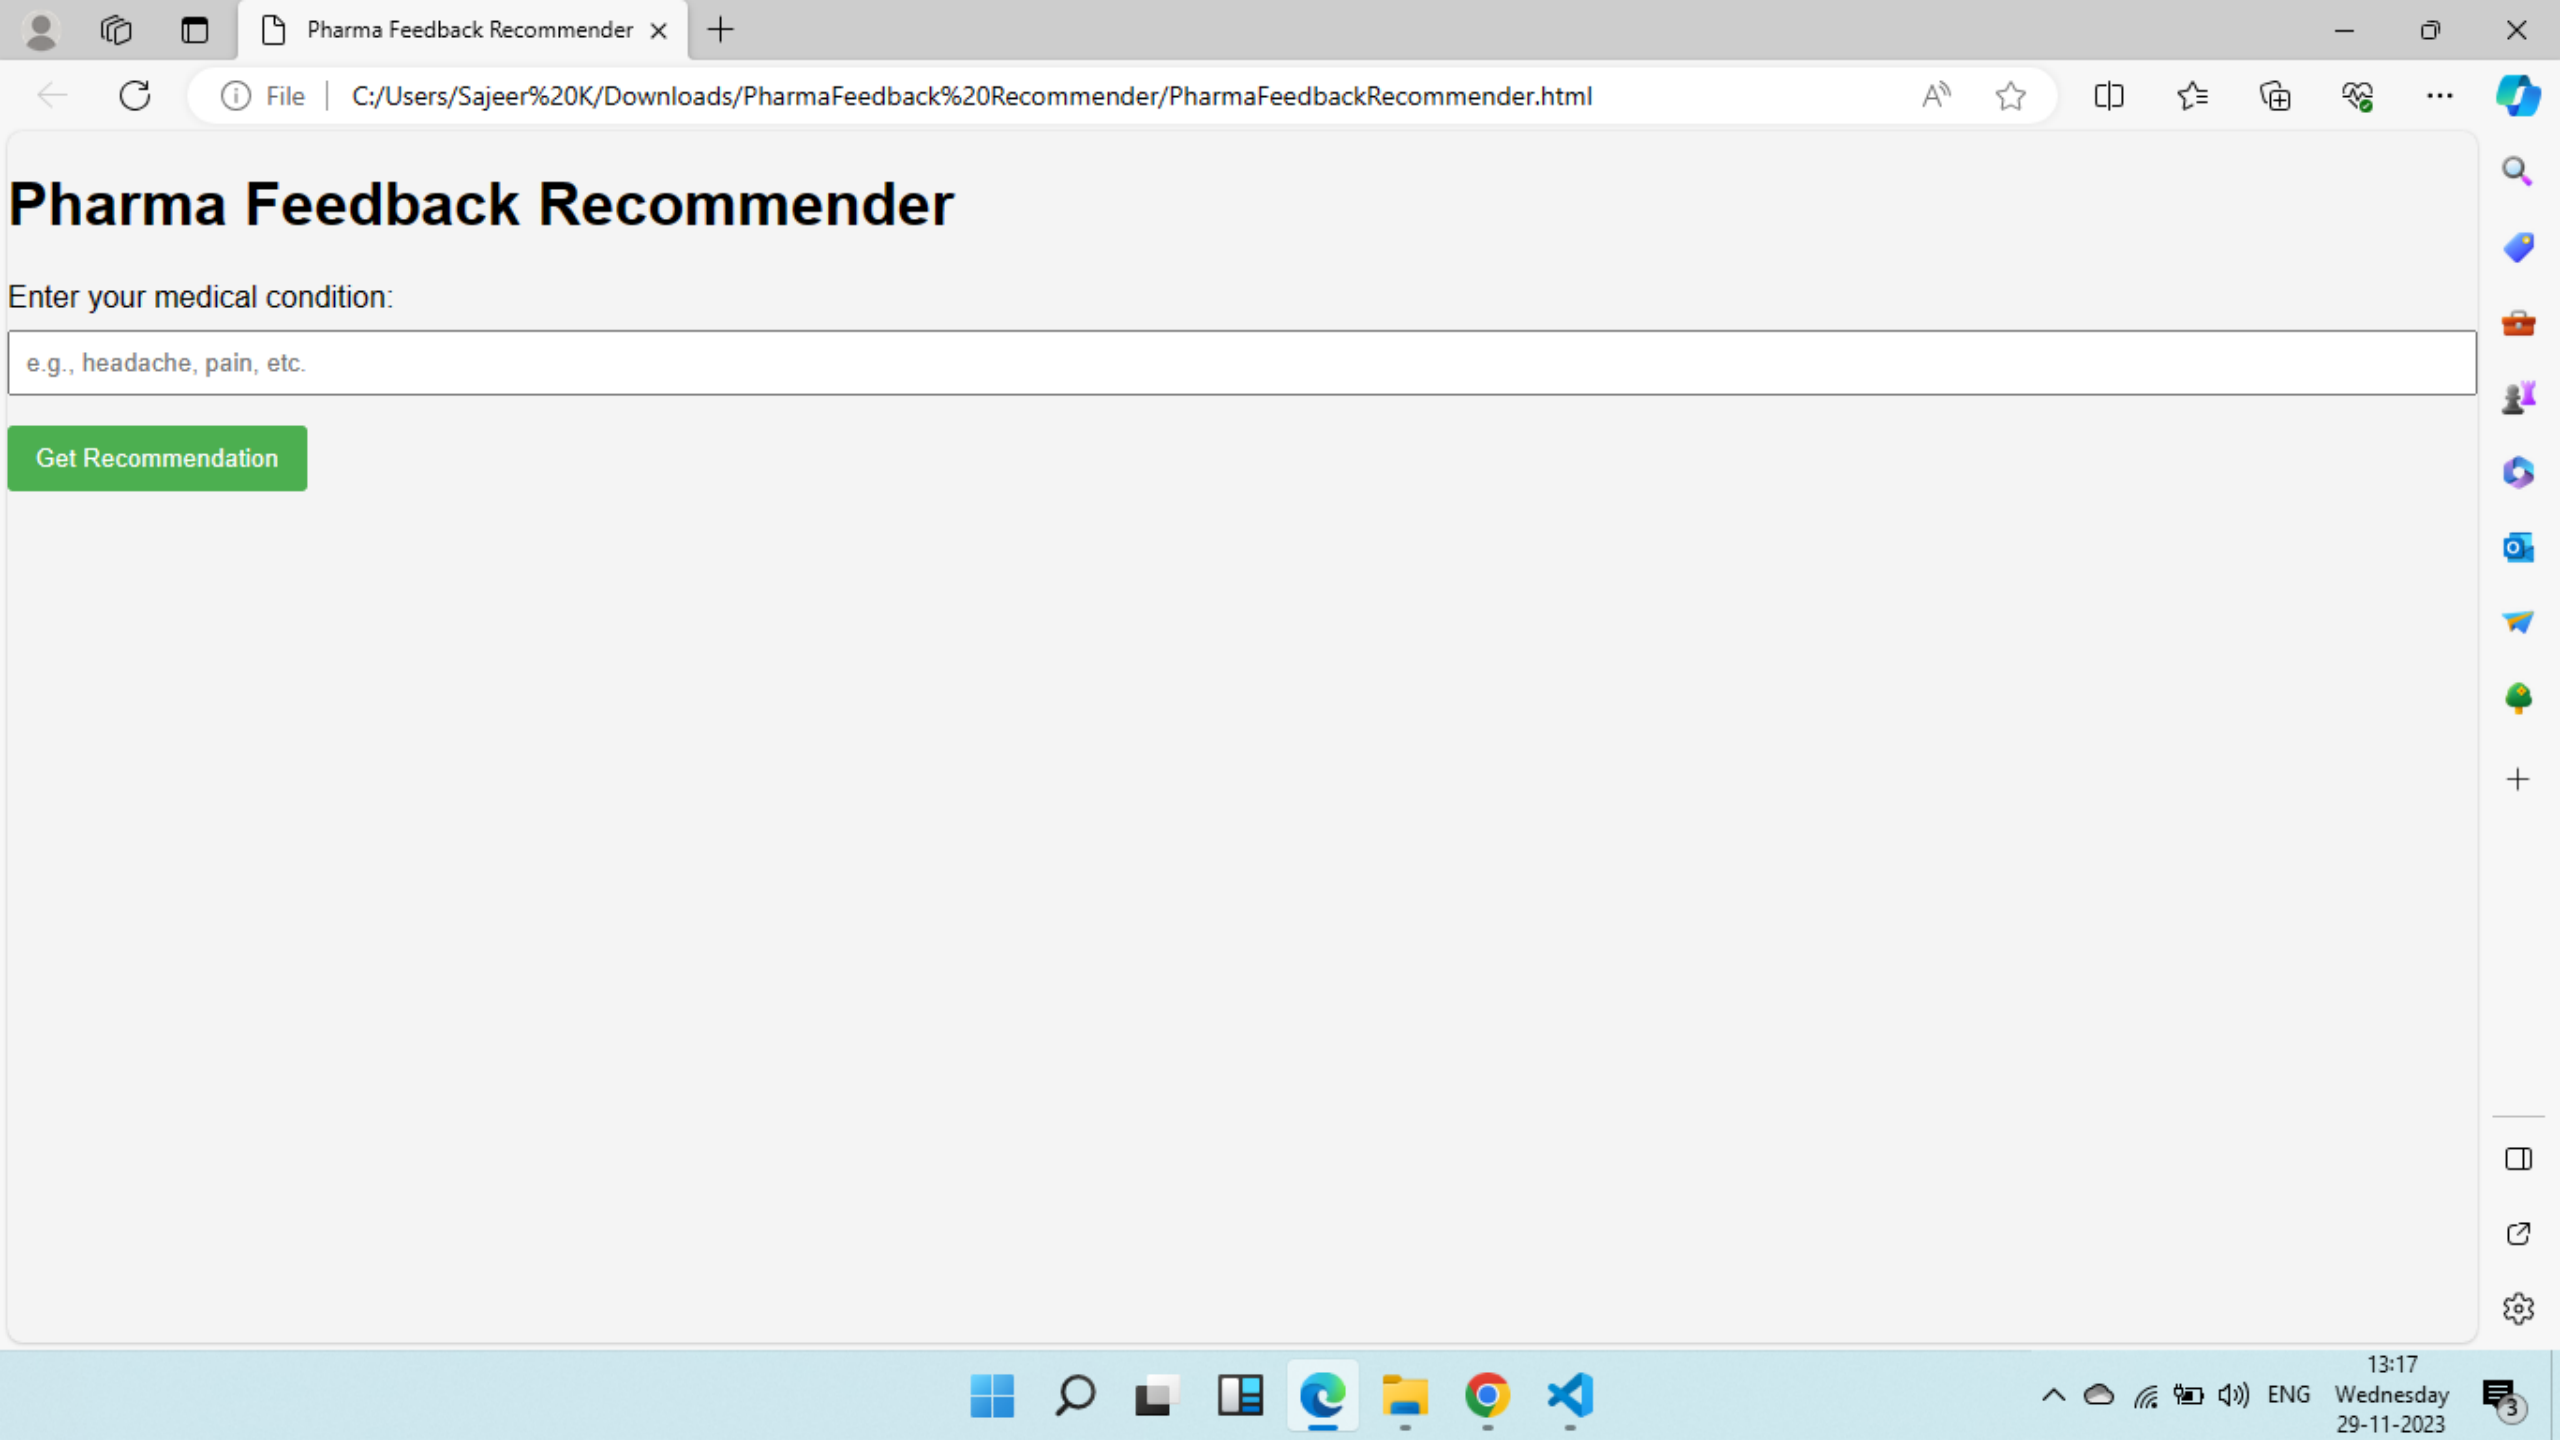 Pharma Feedback Recommender
File
C:/Users/Sajeer%20K/Downloads/PharmaFeedback%20Recommender/PharmaFeedbackRecommender.html
Pharma Feedback Recommender
Enter your medical condition:
e.g., headache, pain, etc.
Get Recommendation
ENG
13:17
Wednesday
29-11-2023
3